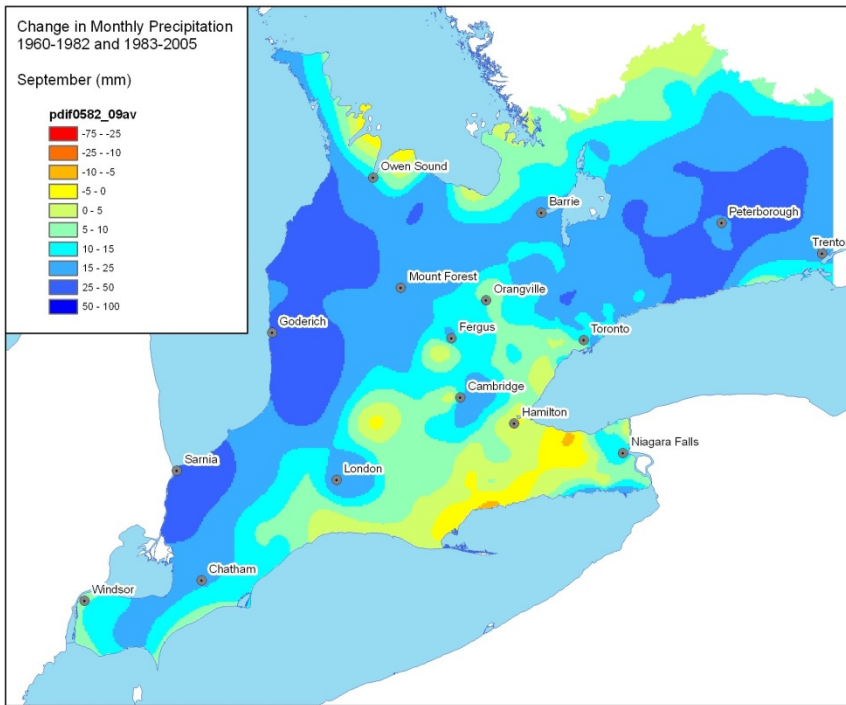 Change in Monthly Precipitation
1960-1982 and 1983-2005
September (mm)
pdif0582_09av
-75 - -25
-25 - -10
-10 - -5
-5 - 0
0 - 5
5 - 10
10 - 15
15 - 25
25 - 50
50 - 100
Owen Sound
Barrie
Peterborough
Trento
Mount Forest
Orangville
Goderich
Fergus
Toronto
Cambridge
Hamilton
Niagara Falls
Sarnia
London
Chatham
Windsor